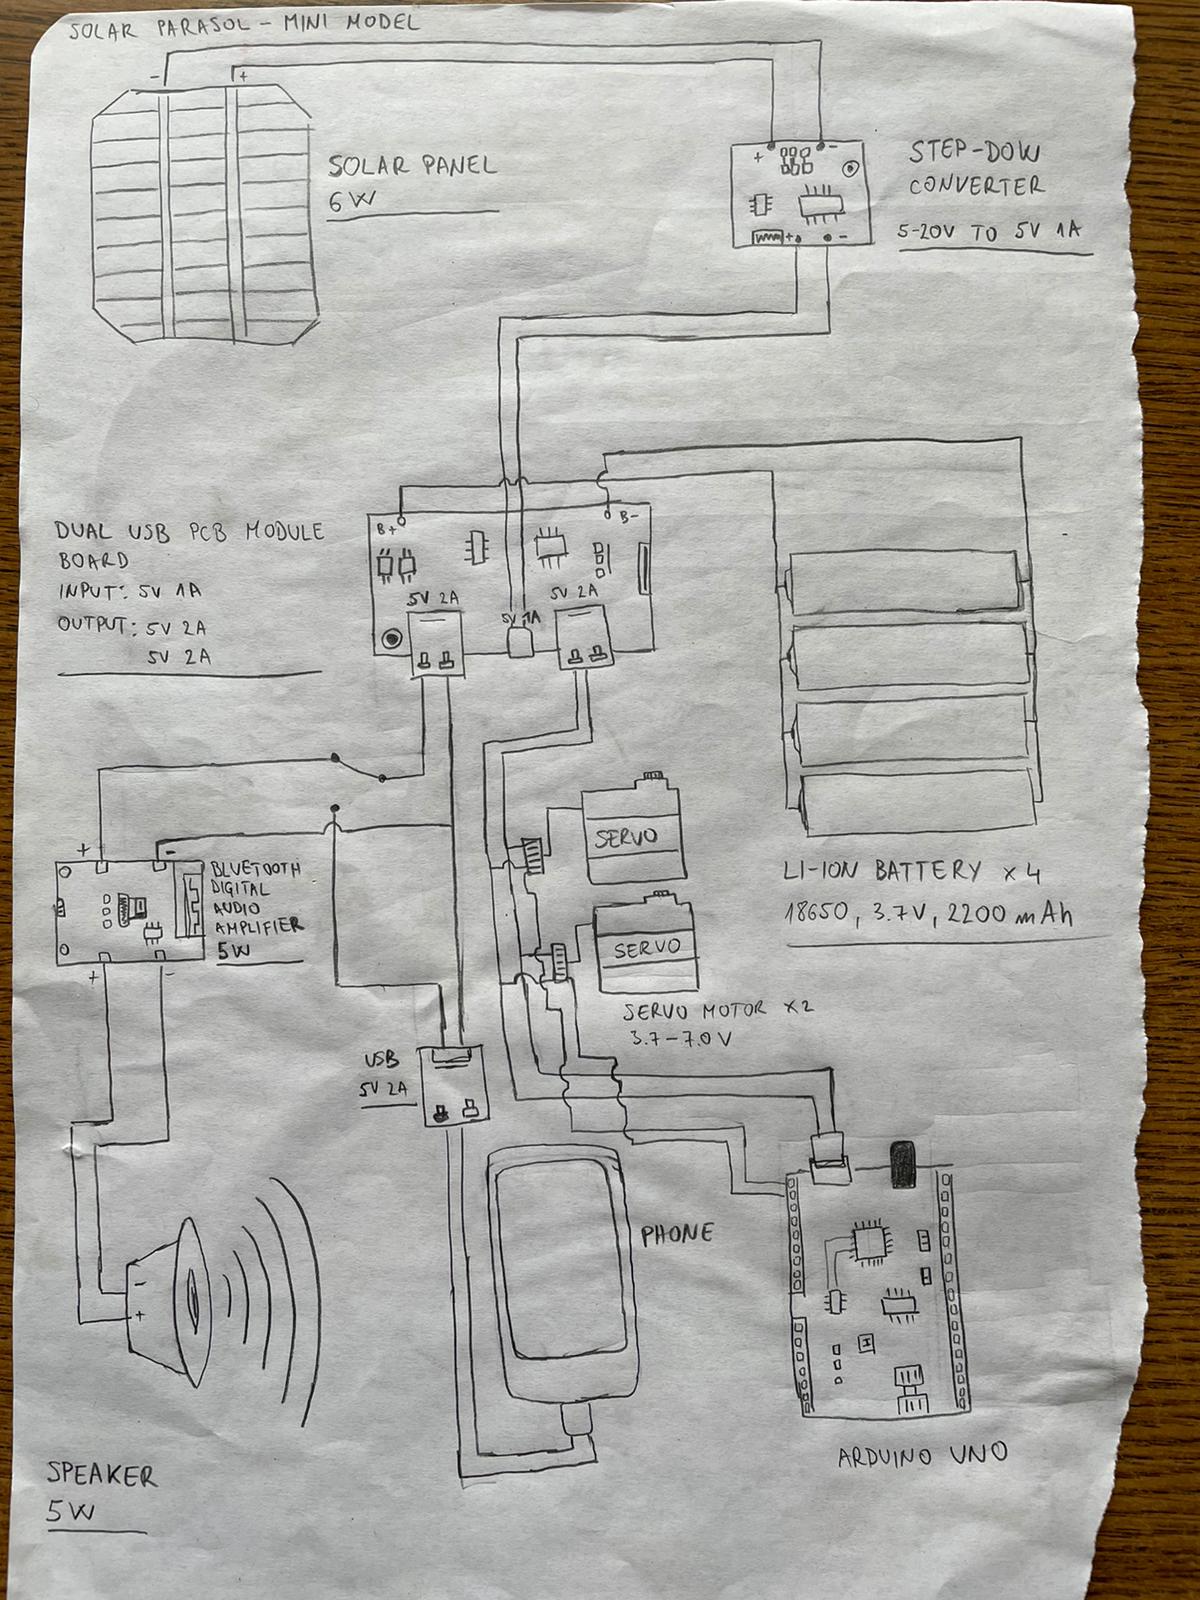 SOLAR PARASOL - MINI MODEL
- +
SOLAR PANEL
6W
+ -
+ -
STEP-DOW
CONVERTER
5-20V TO 5V 1A
DUAL USB PCB MODULE
BOARD
INPUT: 5V 1A
OUTPUT: 5V 2A
5V 2A
B+ B-
5V 2A 5V 1A 5V 2A
SERVO
SERVO
SERVO MOTOR x2
3.7-7.0V
LI-ION BATTERY x4
18650, 3.7V, 2200 mAh
+ -
BLUETOOTH
DIGITAL
AUDIO
AMPLIFIER
5W
+ -
USB
5V 2A
PHONE
-
+
SPEAKER
5W
ARDUINO UNO